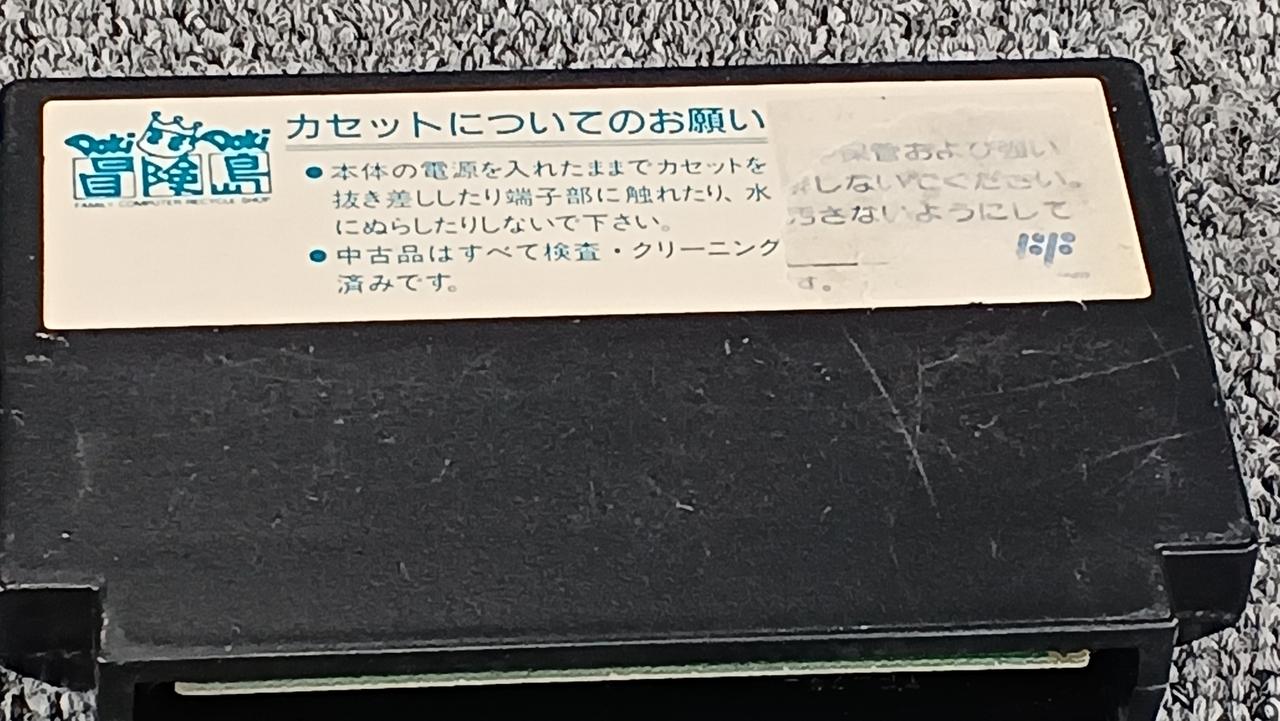 Doki Doki
冒険島
FAMILY COMPUTER RECYCLE SHOP
カセットについてのお願い
●本体の電源を入れたままでカセットを
抜き差ししたり端子部に触れたり、水
にぬらしたりしないで下さい。
●中古品はすべて検査・クリーニング
済みです。
保管および強い
しないでください。
汚さないようにして
す。